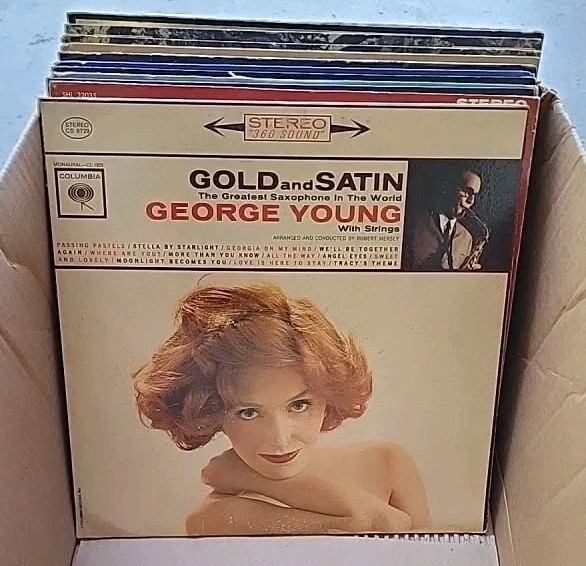 SHL 32035
STEREO
STEREO
CS 8729
STEREO
"360 SOUND"
MONAURAL—CL 1929
COLUMBIA
GOLD and SATIN
The Greatest Saxophone In The World
GEORGE YOUNG
With Strings
ARRANGED AND CONDUCTED BY ROBERT MERSEY
PASSING PASTELS / STELLA BY STARLIGHT / GEORGIA ON MY MIND / WE'LL BE TOGETHER
AGAIN / WHERE ARE YOU? / MORE THAN YOU KNOW / ALL THE WAY / ANGEL EYES / SWEET
AND LOVELY / MOONLIGHT BECOMES YOU / LOVE IS HERE TO STAY / TRACY'S THEME